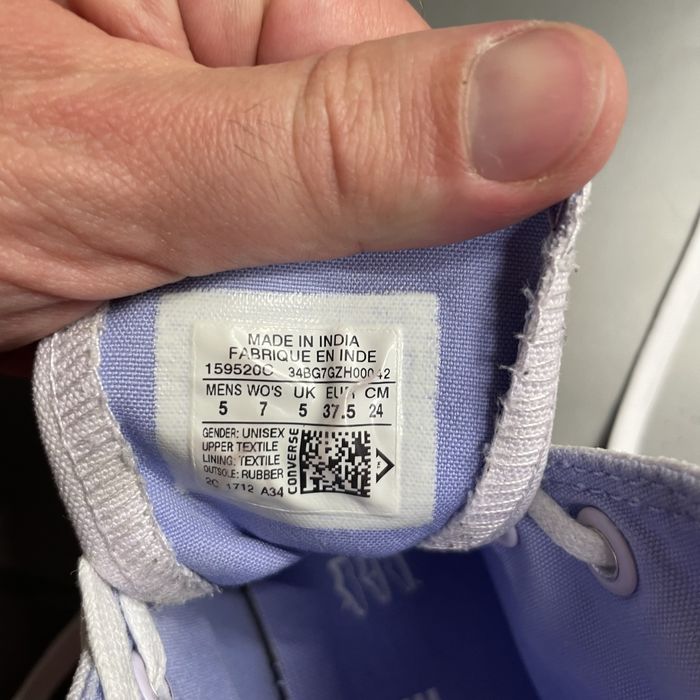 MADE IN INDIA
FABRIQUE EN INDE
159520C 34BG7GZH00042
MENS WO'S UK EUR CM
5 7 5 37.5 24
GENDER: UNISEX
UPPER TEXTILE
LINING: TEXTILE
OUTSOLE: RUBBER
2C 1712 A34
CONVERSE